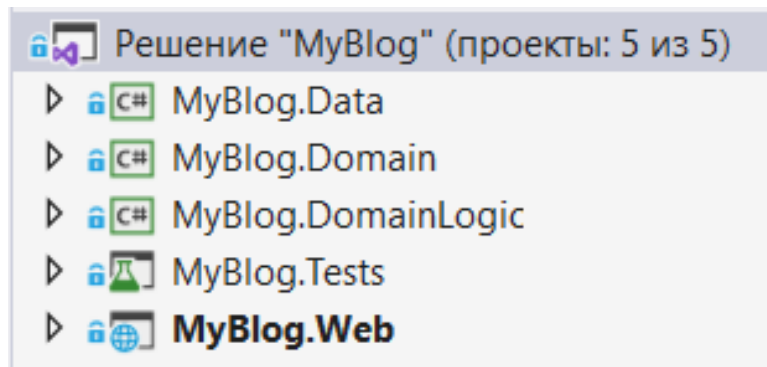 Решение "MyBlog" (проекты: 5 из 5)
C# MyBlog.Data
C# MyBlog.Domain
C# MyBlog.DomainLogic
MyBlog.Tests
MyBlog.Web